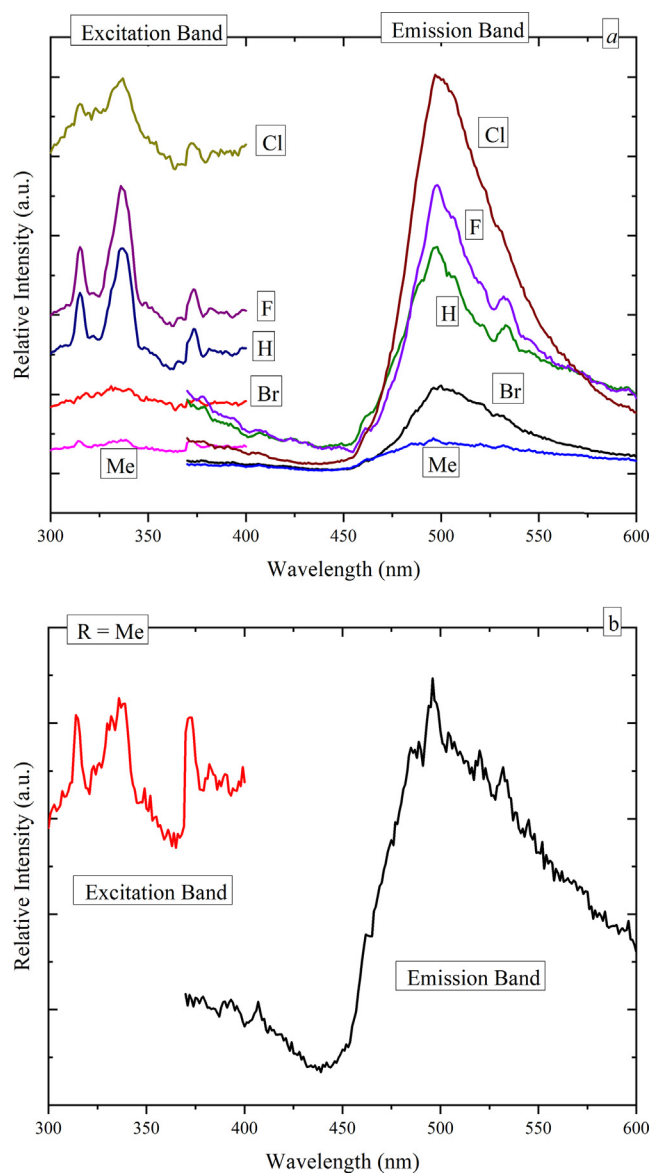 Excitation Band
Emission Band
a
Cl
Cl
F
F
H
H
Br
Br
Me
Me
Relative Intensity (a.u.)
300
350
400
450
500
550
600
Wavelength (nm)
R = Me
b
Excitation Band
Emission Band
Relative Intensity (a.u.)
300
350
400
450
500
550
600
Wavelength (nm)